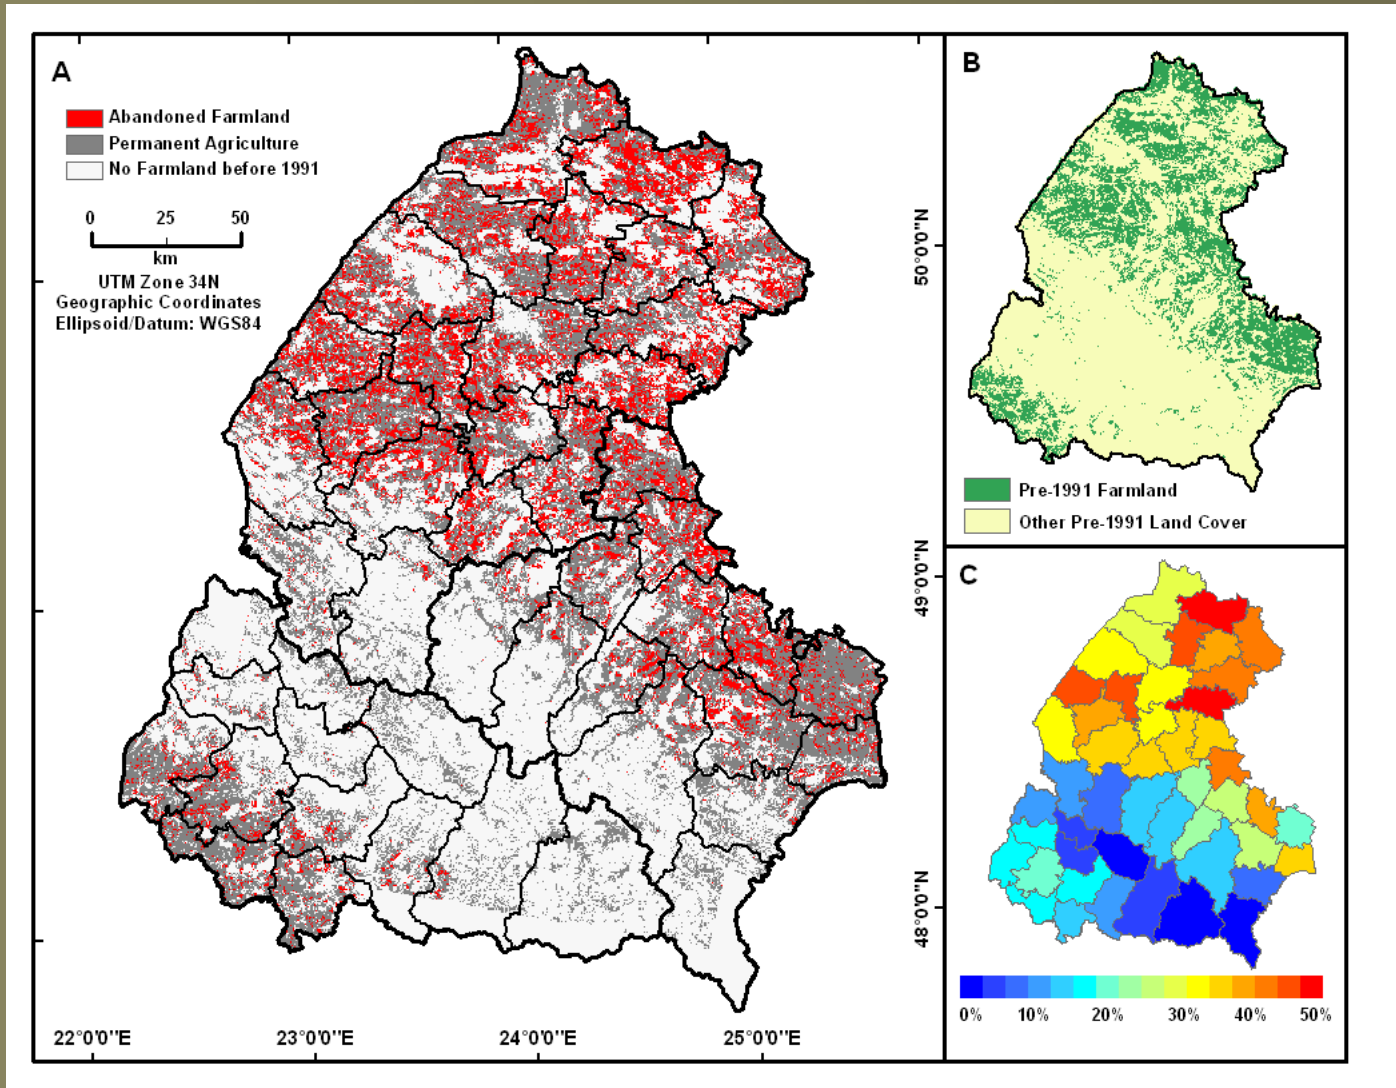 A
Abandoned Farmland
Permanent Agriculture
No Farmland before 1991
0 25 50
km
UTM Zone 34N
Geographic Coordinates
Ellipsoid/Datum: WGS84
22°0'0"E 23°0'0"E 24°0'0"E 25°0'0"E
B
50°0'0"N
Pre-1991 Farmland
Other Pre-1991 Land Cover
49°0'0"N
C
48°0'0"N
0% 10% 20% 30% 40% 50%